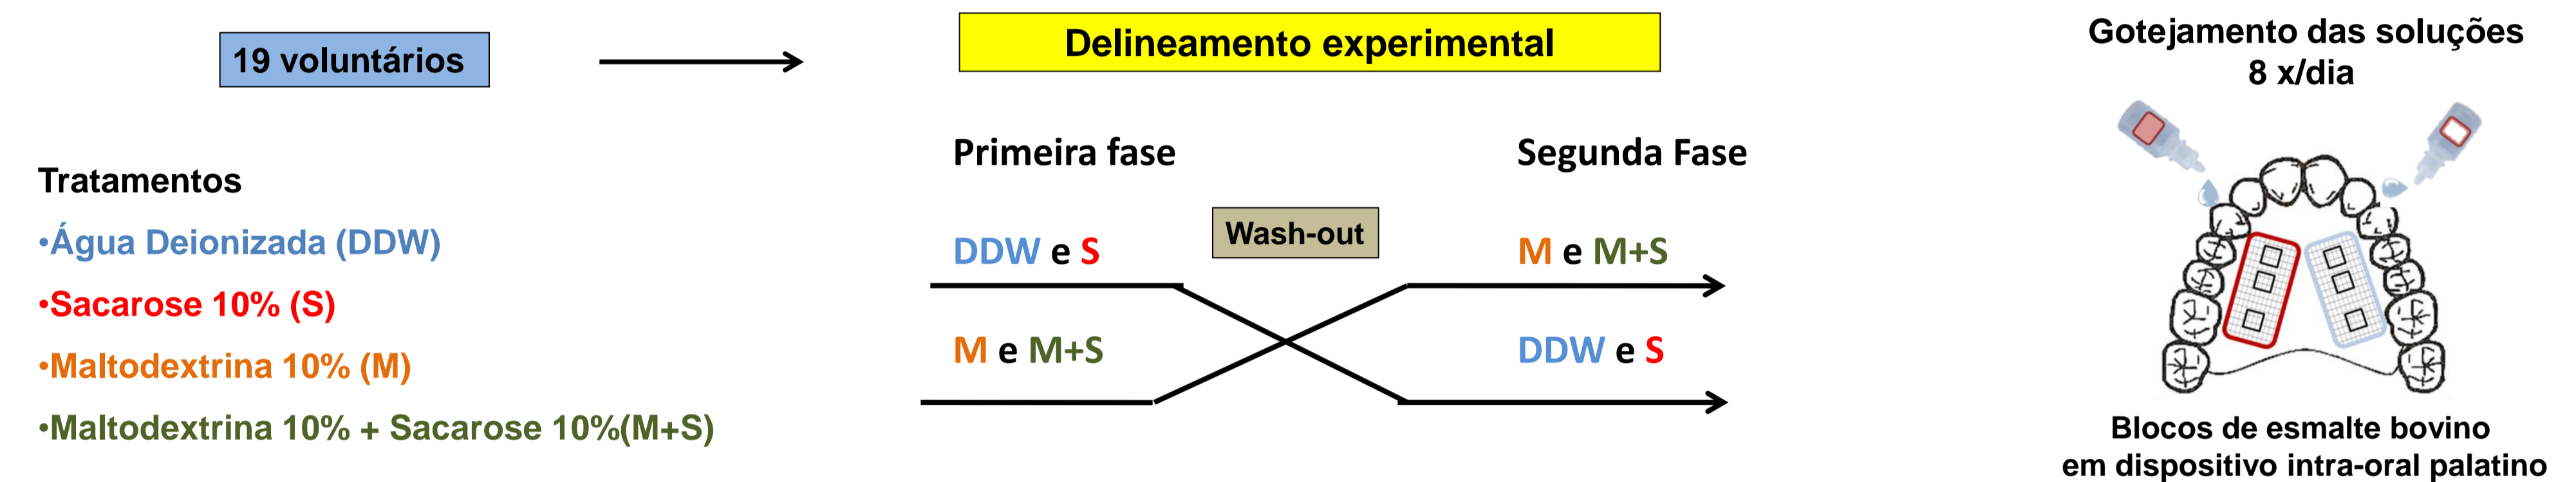 19 voluntários
Tratamentos
•Água Deionizada (DDW)
•Sacarose 10% (S)
•Maltodextrina 10% (M)
•Maltodextrina 10% + Sacarose 10%(M+S)
Delineamento experimental
Primeira fase
Segunda Fase
DDW e S
Wash-out
M e M+S
M e M+S
DDW e S
Gotejamento das soluções
8 x/dia
Blocos de esmalte bovino
em dispositivo intra-oral palatino